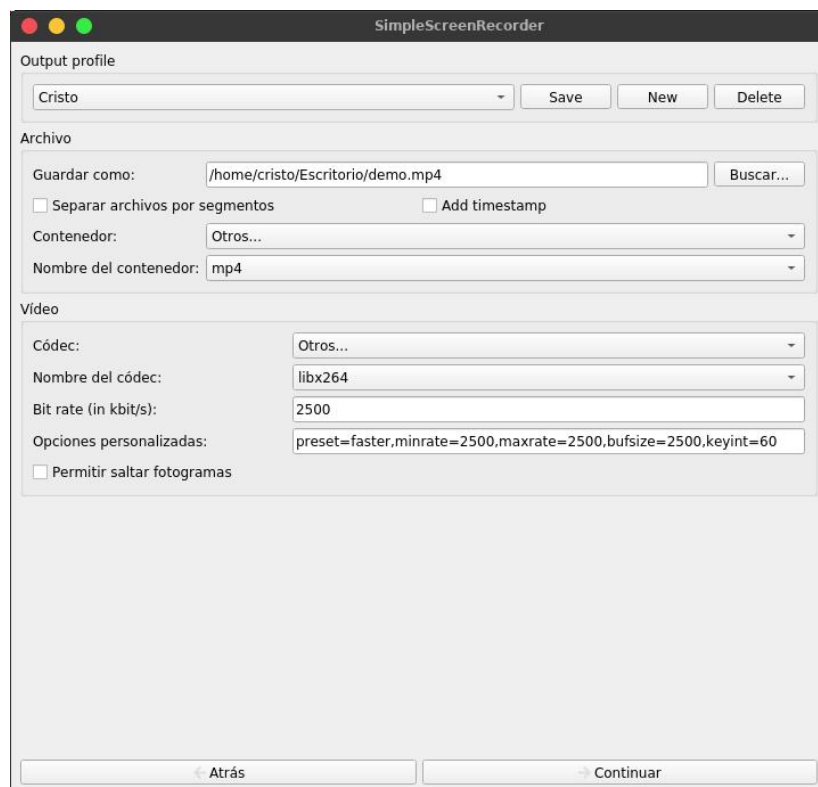 SimpleScreenRecorder
Output profile
Cristo Save New Delete
Archivo
Guardar como: /home/cristo/Escritorio/demo.mp4 Buscar...
Separar archivos por segmentos Add timestamp
Contenedor: Otros...
Nombre del contenedor: mp4
Vídeo
Códec: Otros...
Nombre del códec: libx264
Bit rate (in kbit/s): 2500
Opciones personalizadas: preset=faster,minrate=2500,maxrate=2500,bufsize=2500,keyint=60
Permitir saltar fotogramas
Atrás Continuar